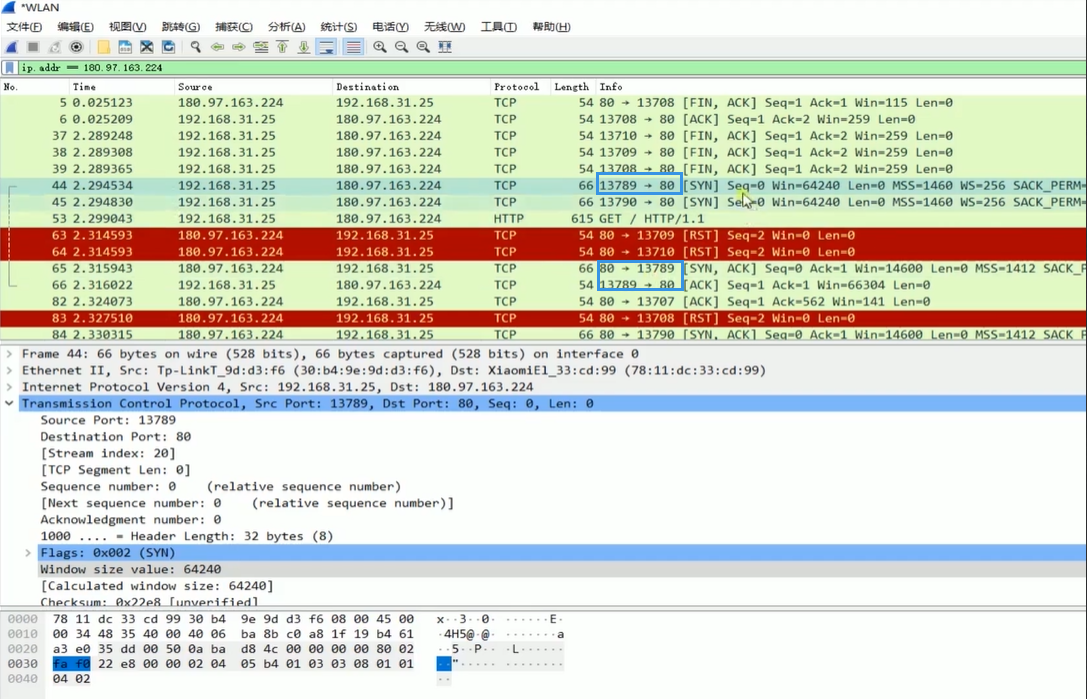 *WLAN
文件(F) 编辑(E) 视图(V) 跳转(G) 捕获(C) 分析(A) 统计(S) 电话(Y) 无线(W) 工具(T) 帮助(H)
ip.addr == 180.97.163.224
No. Time Source Destination Protocol Length Info
5 0.025123 180.97.163.224 192.168.31.25 TCP 54 80 → 13708 [FIN, ACK] Seq=1 Ack=1 Win=115 Len=0
6 0.025209 192.168.31.25 180.97.163.224 TCP 54 13708 → 80 [ACK] Seq=1 Ack=2 Win=259 Len=0
37 2.289248 192.168.31.25 180.97.163.224 TCP 54 13710 → 80 [FIN, ACK] Seq=1 Ack=2 Win=259 Len=0
38 2.289308 192.168.31.25 180.97.163.224 TCP 54 13709 → 80 [FIN, ACK] Seq=1 Ack=2 Win=259 Len=0
39 2.289365 192.168.31.25 180.97.163.224 TCP 54 13708 → 80 [FIN, ACK] Seq=1 Ack=2 Win=259 Len=0
44 2.294534 192.168.31.25 180.97.163.224 TCP 66 13789 → 80 [SYN] Seq=0 Win=64240 Len=0 MSS=1460 WS=256 SACK_PERM=
45 2.294830 192.168.31.25 180.97.163.224 TCP 66 13790 → 80 [SYN] Seq=0 Win=64240 Len=0 MSS=1460 WS=256 SACK_PERM=
53 2.299043 192.168.31.25 180.97.163.224 HTTP 615 GET / HTTP/1.1
63 2.314593 180.97.163.224 192.168.31.25 TCP 54 80 → 13709 [RST] Seq=2 Win=0 Len=0
64 2.314593 180.97.163.224 192.168.31.25 TCP 54 80 → 13710 [RST] Seq=2 Win=0 Len=0
65 2.315943 180.97.163.224 192.168.31.25 TCP 66 80 → 13789 [SYN, ACK] Seq=0 Ack=1 Win=14600 Len=0 MSS=1412 SACK_P
66 2.316022 192.168.31.25 180.97.163.224 TCP 54 13789 → 80 [ACK] Seq=1 Ack=1 Win=66304 Len=0
82 2.324073 180.97.163.224 192.168.31.25 TCP 54 80 → 13707 [ACK] Seq=1 Ack=562 Win=141 Len=0
83 2.327510 180.97.163.224 192.168.31.25 TCP 54 80 → 13708 [RST] Seq=2 Win=0 Len=0
84 2.330315 180.97.163.224 192.168.31.25 TCP 66 80 → 13790 [SYN, ACK] Seq=0 Ack=1 Win=14600 Len=0 MSS=1412 SACK_P
Frame 44: 66 bytes on wire (528 bits), 66 bytes captured (528 bits) on interface 0
Ethernet II, Src: Tp-LinkT_9d:d3:f6 (30:b4:9e:9d:d3:f6), Dst: XiaomiEl_33:cd:99 (78:11:dc:33:cd:99)
Internet Protocol Version 4, Src: 192.168.31.25, Dst: 180.97.163.224
Transmission Control Protocol, Src Port: 13789, Dst Port: 80, Seq: 0, Len: 0
Source Port: 13789
Destination Port: 80
[Stream index: 20]
[TCP Segment Len: 0]
Sequence number: 0 (relative sequence number)
[Next sequence number: 0 (relative sequence number)]
Acknowledgment number: 0
1000 .... = Header Length: 32 bytes (8)
Flags: 0x002 (SYN)
Window size value: 64240
[Calculated window size: 64240]
Checksum: 0x22e8 [unverified]
0000 78 11 dc 33 cd 99 30 b4 9e 9d d3 f6 08 00 45 00 x··3··0· ······E·
0010 00 34 48 35 40 00 40 06 ba 8b c0 a8 1f 19 b4 61 ·4H5@·@· ·······a
0020 a3 e0 35 dd 00 50 0a ba d8 4c 00 00 00 00 80 02 ··5··P·· ·L······
0030 fa f0 22 e8 00 00 02 04 05 b4 01 03 03 08 01 01 ··"····· ········
0040 04 02 ··